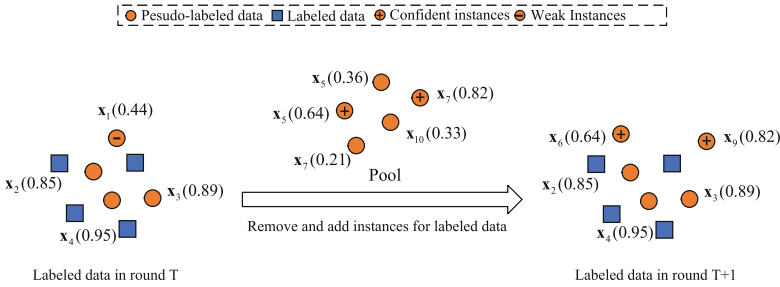 Pesudo-labeled data Labeled data Confident instances Weak Instances
x5(0.36)
x7(0.82)
x5(0.64)
x10(0.33)
x7(0.21)
Pool
x1(0.44)
x2(0.85)
x3(0.89)
x4(0.95)
Labeled data in round T
Remove and add instances for labeled data
x6(0.64)
x9(0.82)
x2(0.85)
x3(0.89)
x4(0.95)
Labeled data in round T+1